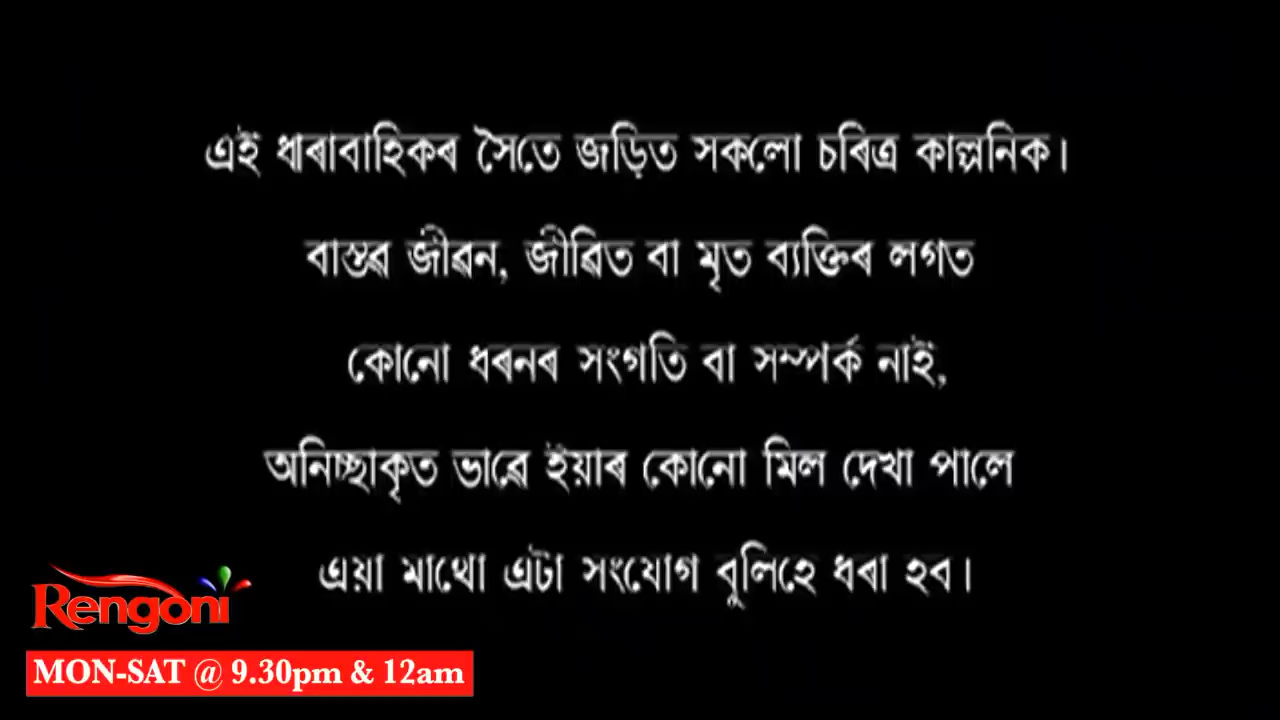 এই ধাৰাবাহিকৰ সৈতে জড়িত সকলো চৰিত্ৰ কাল্পনিক।
বাস্তৱ জীৱন, জীৱিত বা মৃত ব্যক্তিৰ লগত
কোনো ধৰনৰ সংগতি বা সম্পৰ্ক নাই,
অনিচ্ছাকৃত ভাৱে ইয়াৰ কোনো মিল দেখা পালে
এয়া মাথো এটা সংযোগ বুলিহে ধৰা হব।
Rengoni
MON-SAT @ 9.30pm & 12am